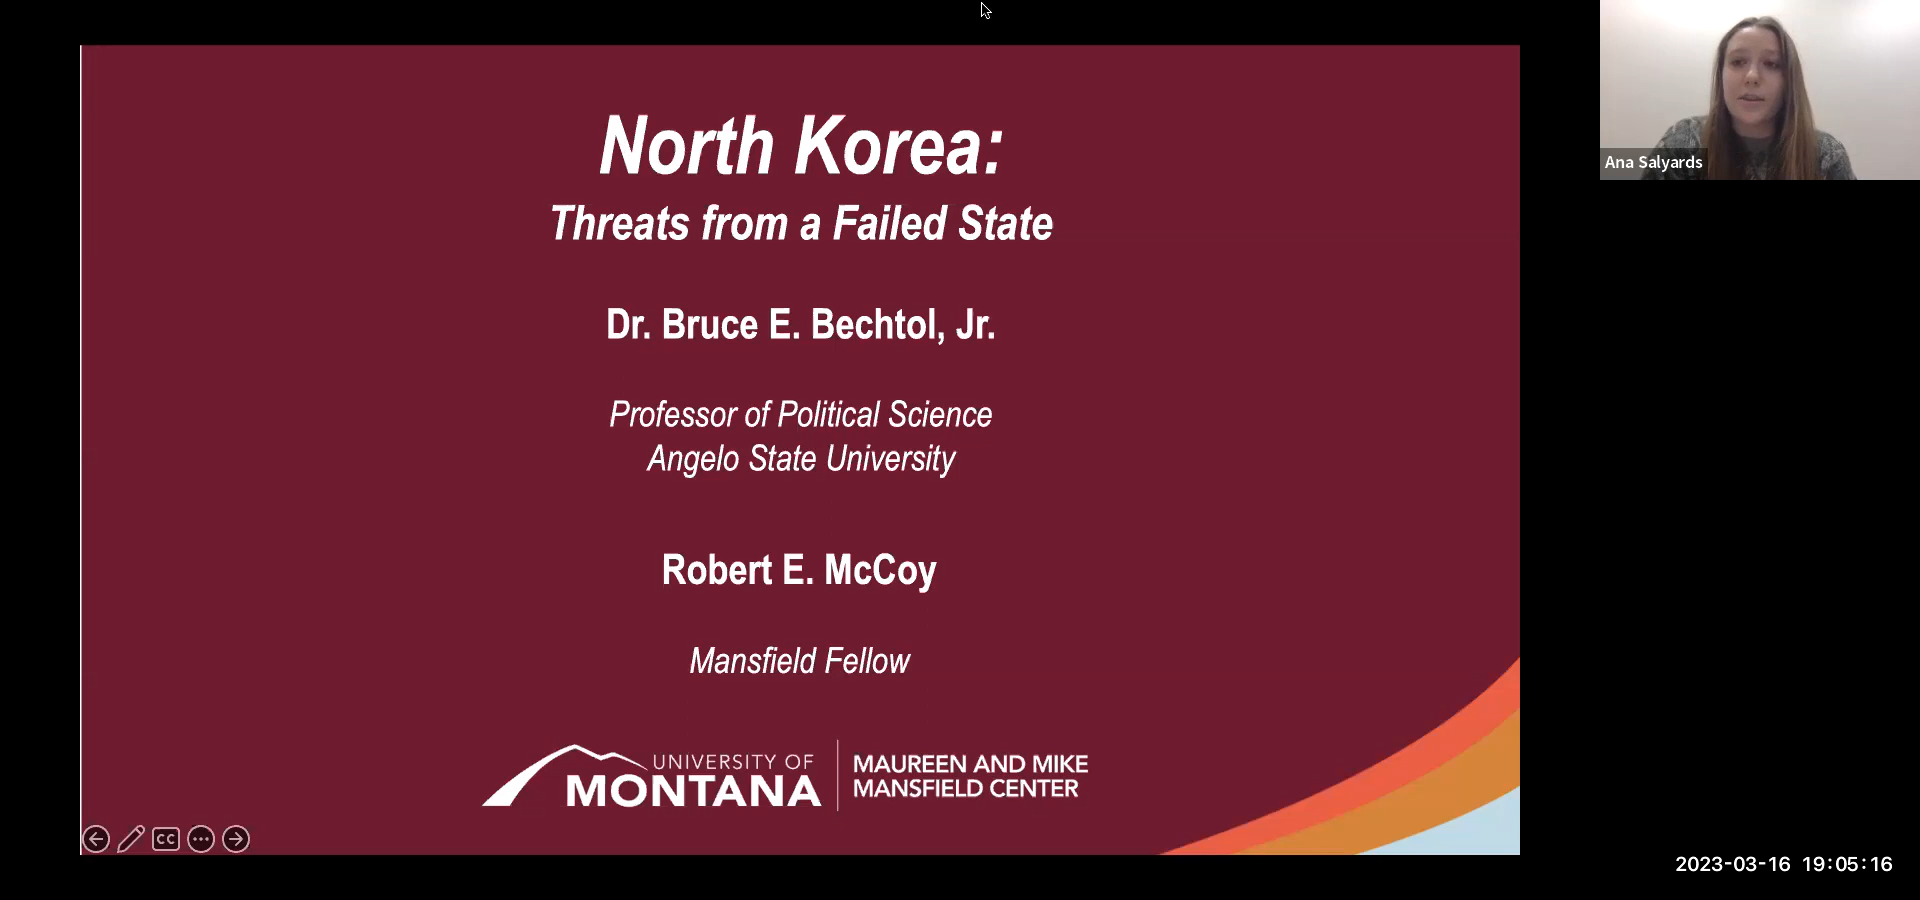 North Korea:
Threats from a Failed State
Dr. Bruce E. Bechtol, Jr.
Professor of Political Science
Angelo State University
Robert E. McCoy
Mansfield Fellow
UNIVERSITY OF
MONTANA
MAUREEN AND MIKE
MANSFIELD CENTER
CC
Ana Salyards
2023-03-16 19:05:16